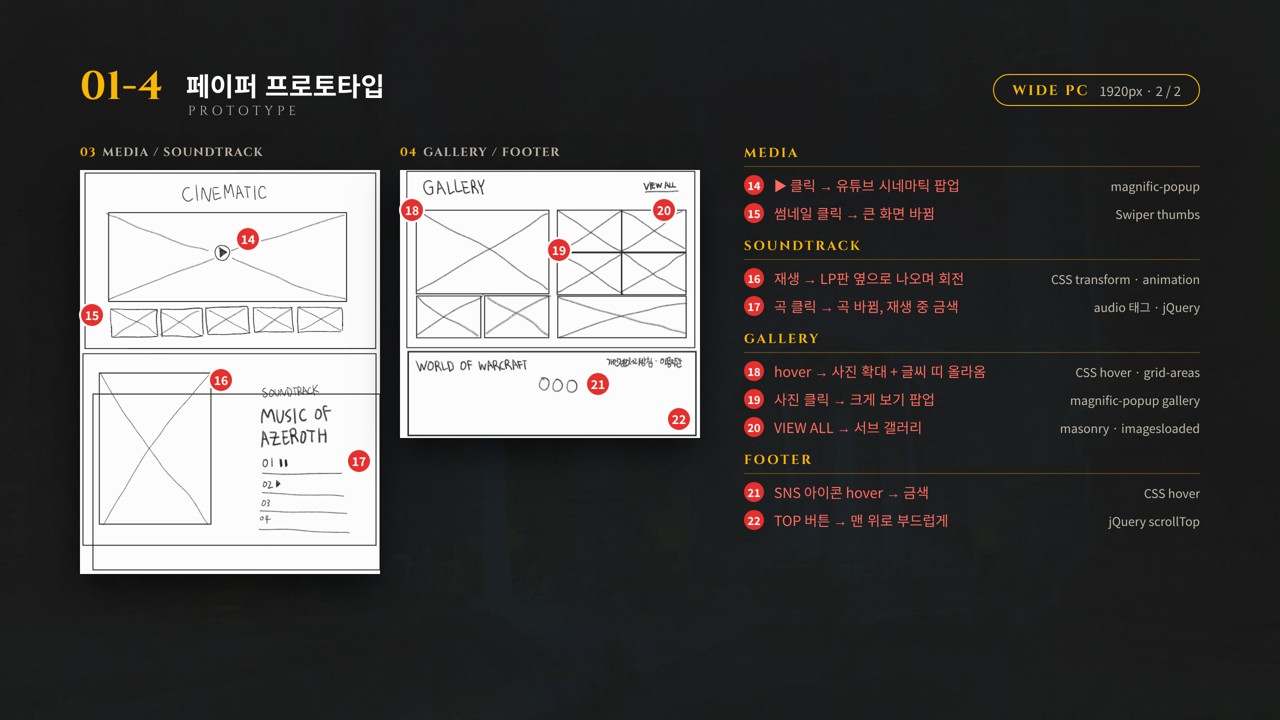 01-4 페이퍼 프로토타입
PROTOTYPE
WIDE PC 1920px · 2 / 2
03 MEDIA / SOUNDTRACK
CINEMATIC
14
15
16
SOUNDTRACK
MUSIC OF
AZEROTH
01
17
02
03
04
04 GALLERY / FOOTER
GALLERY
VIEW ALL
18
20
19
WORLD OF WARCRAFT
21
22
MEDIA
14 ▶ 클릭 → 유튜브 시네마틱 팝업 magnific-popup
15 썸네일 클릭 → 큰 화면 바뀜 Swiper thumbs
SOUNDTRACK
16 재생 → LP판 옆으로 나오며 회전 CSS transform · animation
17 곡 클릭 → 곡 바뀜, 재생 중 금색 audio 태그 · jQuery
GALLERY
18 hover → 사진 확대 + 글씨 띠 올라옴 CSS hover · grid-areas
19 사진 클릭 → 크게 보기 팝업 magnific-popup gallery
20 VIEW ALL → 서브 갤러리 masonry · imagesloaded
FOOTER
21 SNS 아이콘 hover → 금색 CSS hover
22 TOP 버튼 → 맨 위로 부드럽게 jQuery scrollTop